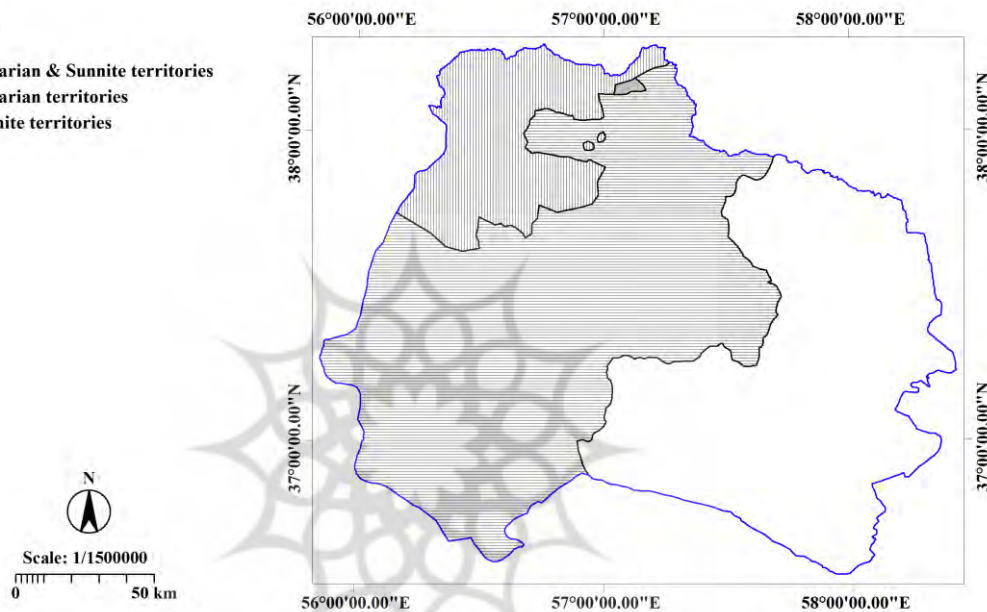 56°00'00.00"E 57°00'00.00"E 58°00'00.00"E
arian & Sunnite territories
arian territories
nite territories
38°00'00.00"N
38°00'00.00"N
37°00'00.00"N
37°00'00.00"N
N
Scale: 1/1500000
0 50 km
56°00'00.00"E 57°00'00.00"E 58°00'00.00"E